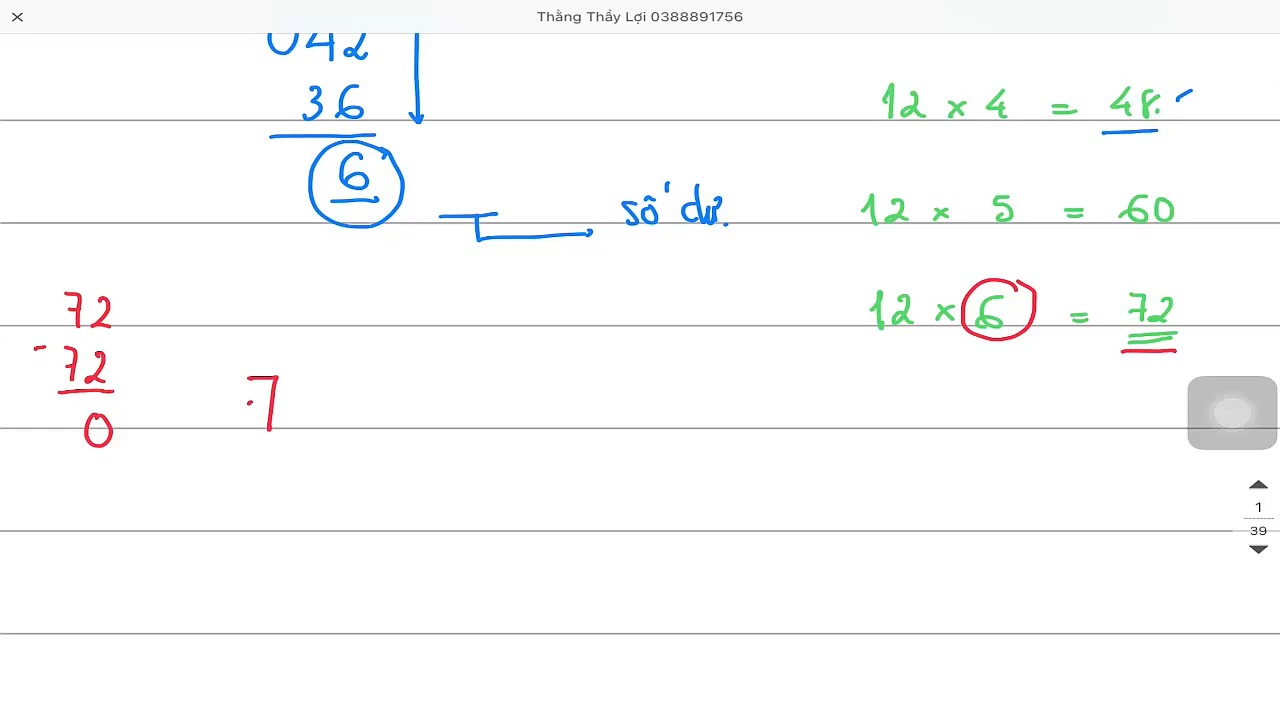 Thằng Thầy Lợi 0388891756
042
36
6
số dư.
12 x 4 = 48.
12 x 5 = 60
12 x 6 = 72
72
- 72
0
7
1
39